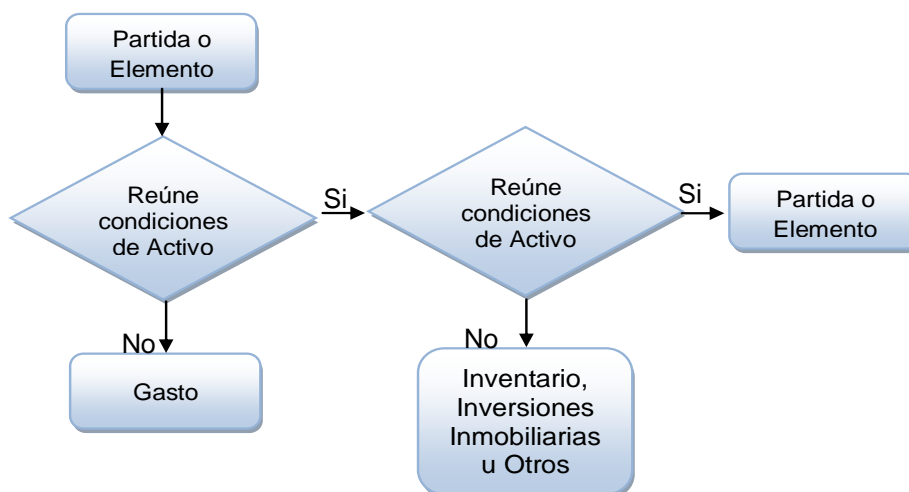 Partida o
Elemento
Reúne
condiciones
de Activo
Si
Reúne
condiciones
de Activo
Si
Partida o
Elemento
No
Gasto
No
Inventario,
Inversiones
Inmobiliarias
u Otros